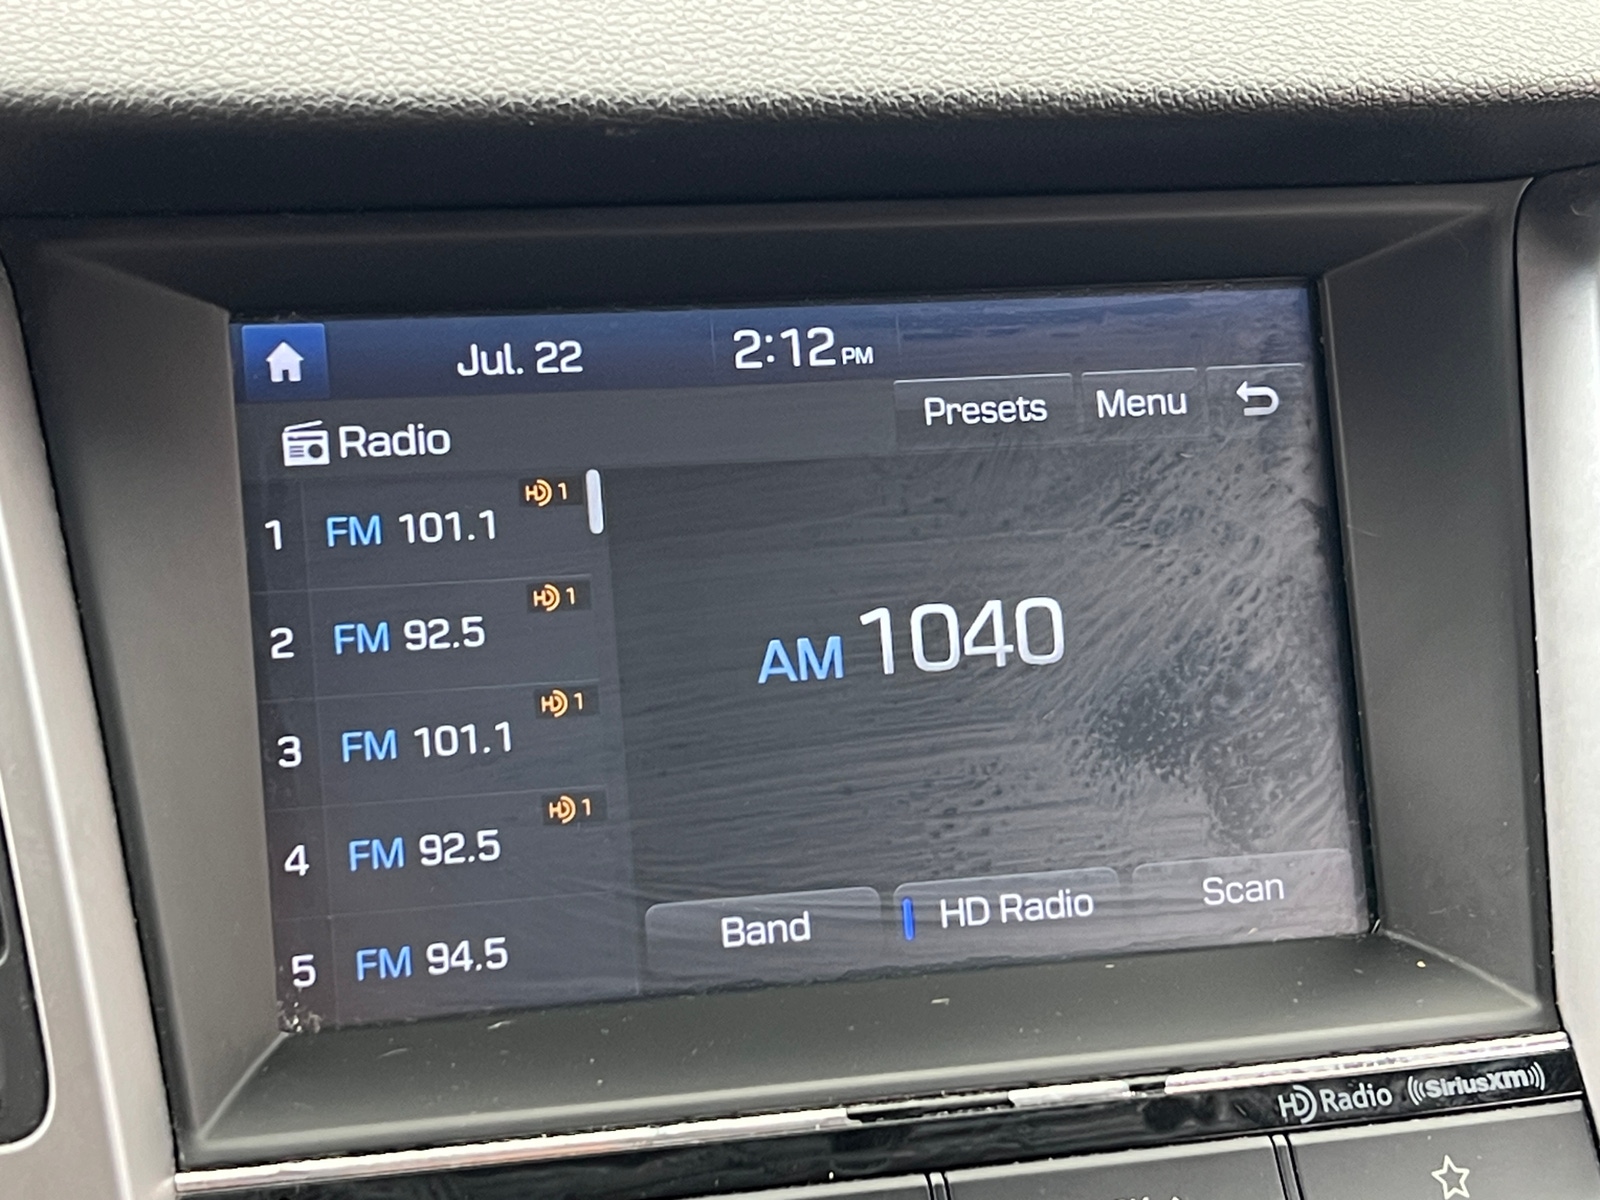 Jul. 22 2:12 PM
Presets Menu
Radio
1 FM 101.1 HD 1
2 FM 92.5 HD 1
3 FM 101.1 HD 1
4 FM 92.5 HD 1
5 FM 94.5
AM 1040
Band HD Radio Scan
HD Radio SiriusXM